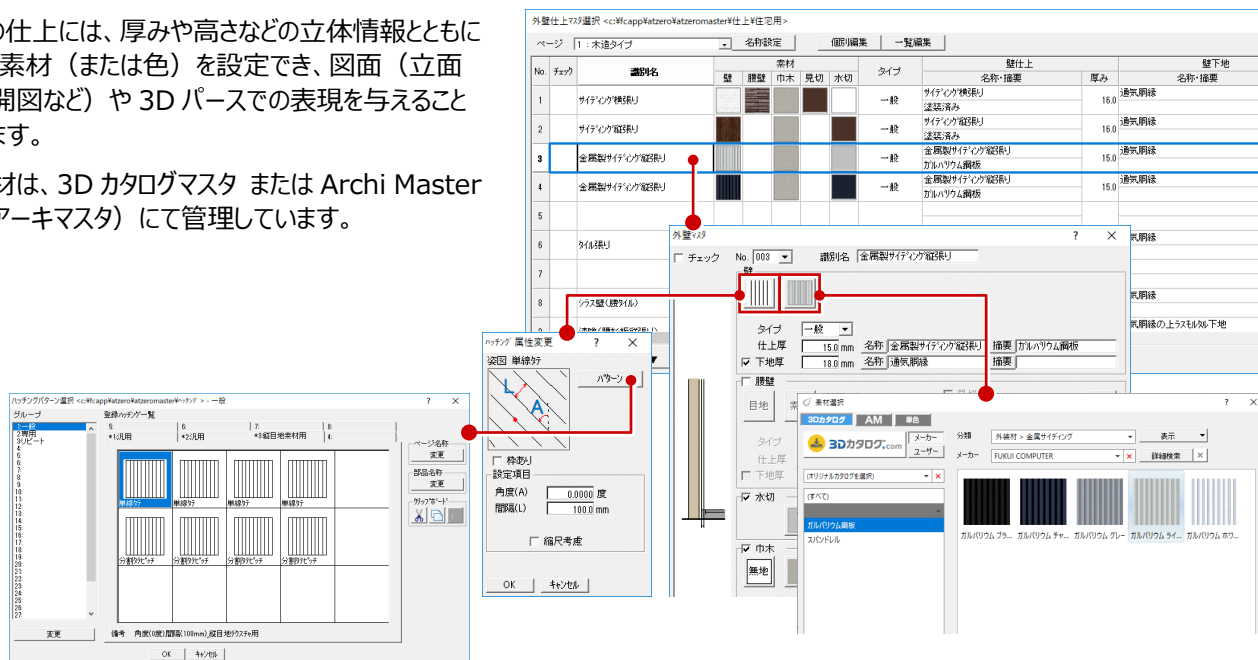 の仕上には、厚みや高さなどの立体情報とともに
素材（または色）を設定でき、図面（立面
開図など）や 3D パースでの表現を与えること
ます。
材は、3D カタログマスタ または Archi Master
アーキマスタ）にて管理しています。
外壁仕上マスタ選択 <c:¥fcapp¥atzero¥atzeromaster¥仕上¥住宅用>
ページ 1：木造タイプ 名称設定 個別編集 一覧編集
No. チェック 識別名 素材 タイプ 壁仕上 壁下地
壁 腰壁 巾木 見切 水切 名称・摘要 厚み 名称・摘要
1 サイディング横張り 一般 サイディング横張り 16.0 通気胴縁
塗装済み
2 サイディング縦張り 一般 サイディング縦張り 16.0 通気胴縁
塗装済み
3 金属製サイディング縦張り 一般 金属製サイディング縦張り 15.0 通気胴縁
ガルバリウム鋼板
4 金属製サイディング縦張り 一般 金属製サイディング縦張り 15.0 通気胴縁
ガルバリウム鋼板
5
6 タイル張り 気胴縁
7
8 シラス壁(腰タイル) 気胴縁
気胴縁の上ラスモルタル下地
外壁マスタ ? ×
チェック No. 003 識別名 金属製サイディング縦張り
壁
タイプ 一般
仕上厚 15.0 mm 名称 金属製サイディング縦張り 摘要 ガルバリウム鋼板
下地厚 18.0 mm 名称 通気胴縁 摘要
腰壁
目地
タイプ
仕上厚
下地厚
水切
巾木
無地
ハッチング 属性変更 ? ×
姿図 単線タテ
パターン
L
A
枠あり
設定項目
角度(A) 0.0000 度
間隔(L) 100.0 mm
縮尺考慮
OK キャンセル
素材選択 ? ×
3Dカタログ AM 単色
3Dカタログ.com メーカー
ユーザー
分類 外装材 > 金属サイディング 表示
メーカー FUKUI COMPUTER 詳細検索
(オリジナルカタログを選択)
(すべて)
ガルバリウム鋼板
スパンドレル
ガルバリウム ブラ... ガルバリウム チャ... ガルバリウム グレー ガルバリウム ライ... ガルバリウム ホワ...
ハッチングパターン選択 <c:¥fcapp¥atzero¥atzeromaster¥ハッチング > - 一般 ? ×
グループ 登録ハッチング一覧
1:一般
2:専用
3:リピート
4:
5:
6:
7:
8:
9:
10:
11:
12:
13:
14:
15:
16:
17:
18:
19:
20:
21:
22:
23:
24:
25:
26:
27:
5: 6: 7: 8:
*1:汎用 *2:汎用 *3:縦目地素材用 4:
単線タテ 単線タテ 単線タテ 単線タテ
分割タテピッチ 分割タテピッチ 分割タテピッチ 分割タテピッチ
ページ名称
変更
部品名称
変更
クリップボード
変更 備考 角度(0度)間隔(100mm)_縦目地テクスチャ用
OK キャンセル